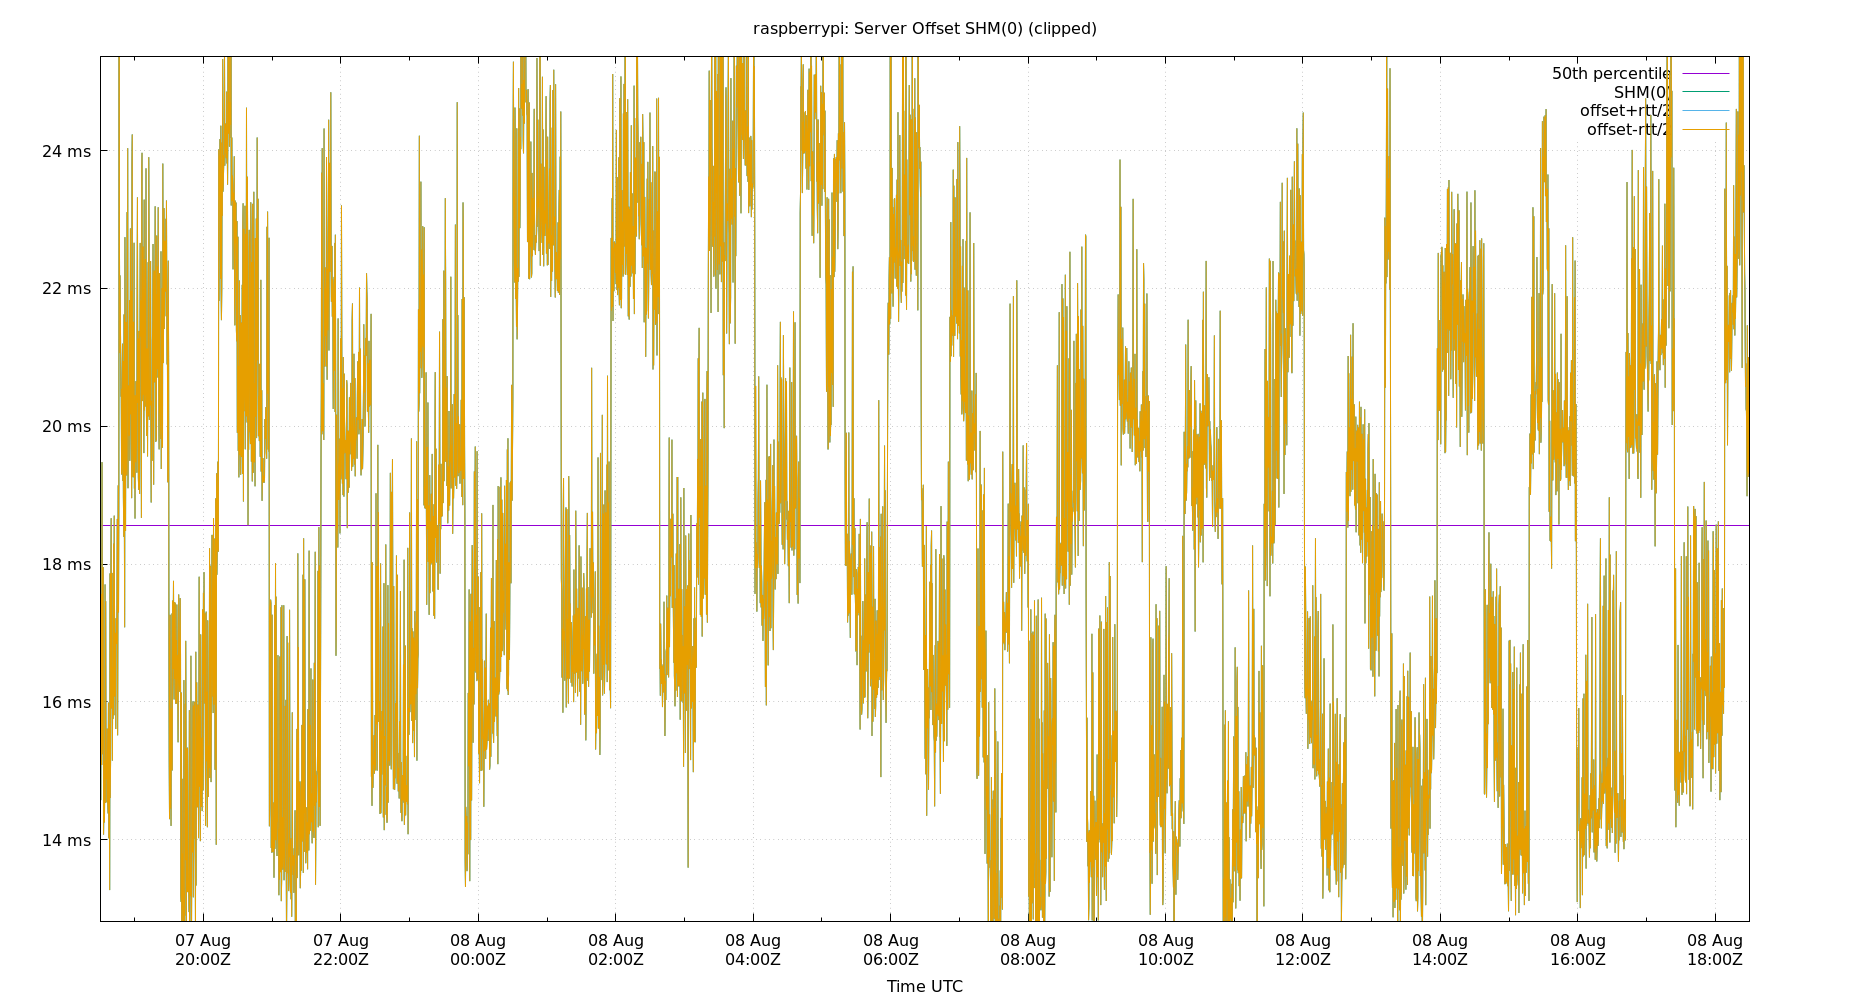 raspberrypi: Server Offset SHM(0) (clipped)
50th percentile
SHM(0)
offset+rtt/2
offset-rtt/2
24 ms
22 ms
20 ms
18 ms
16 ms
14 ms
07 Aug 07 Aug 08 Aug 08 Aug 08 Aug 08 Aug 08 Aug 08 Aug 08 Aug 08 Aug 08 Aug 08 Aug
20:00Z 22:00Z 00:00Z 02:00Z 04:00Z 06:00Z 08:00Z 10:00Z 12:00Z 14:00Z 16:00Z 18:00Z
Time UTC